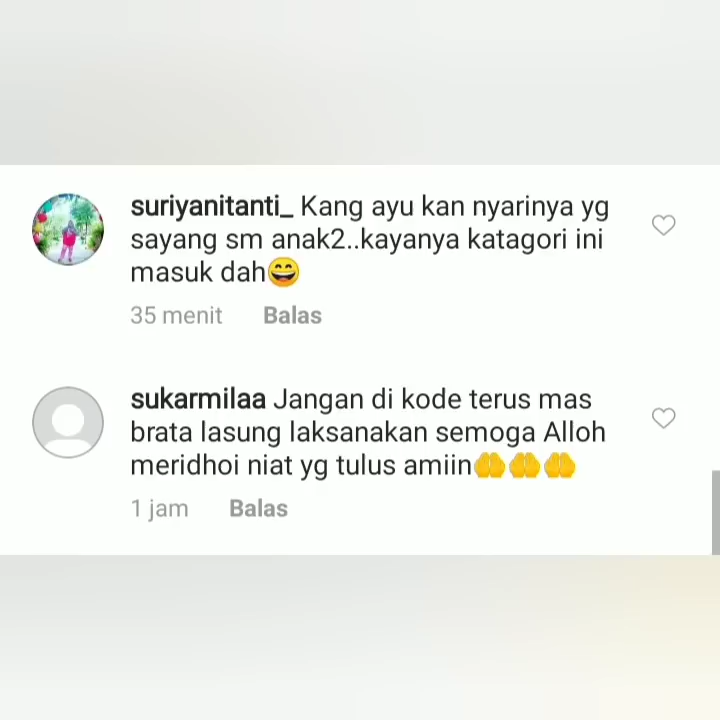 suriyanitanti_ Kang ayu kan nyarinya yg
sayang sm anak2..kayanya katagori ini
masuk dah😄
35 menit Balas
sukarmilaa Jangan di kode terus mas
brata lasung laksanakan semoga Alloh
meridhoi niat yg tulus amiin🤲🤲🤲
1 jam Balas